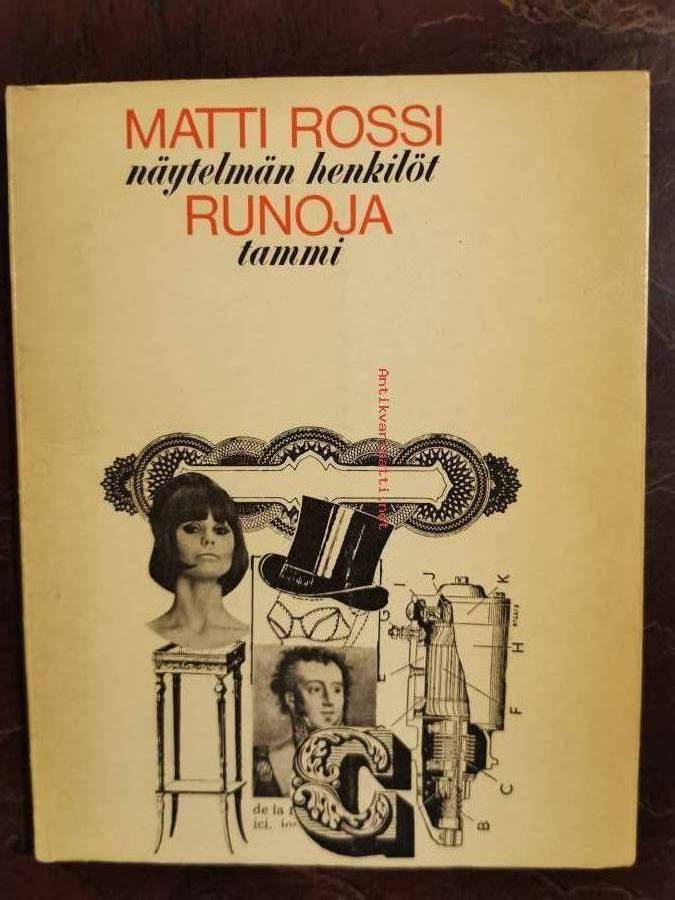 MATTI ROSSI
näytelmän henkilöt
RUNOJA
tammi
Antikvariaatti.net
I J K
G
H
F
C
B
de la
ici,